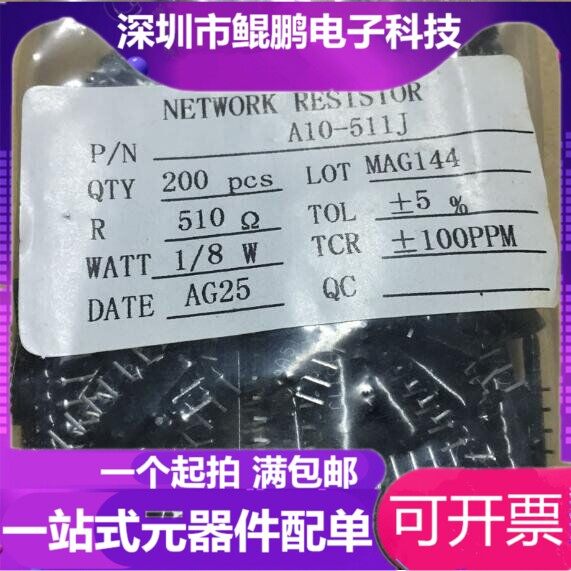 深圳市鲲鹏电子科技
NETWORK RESISTOR
P/N A10-511J
QTY 200 pcs LOT MAG144
R 510 Ω TOL ±5 %
WATT 1/8 W TCR ±100PPM
DATE AG25 QC
一个起拍 满包邮
一站式元器件配单
可开票